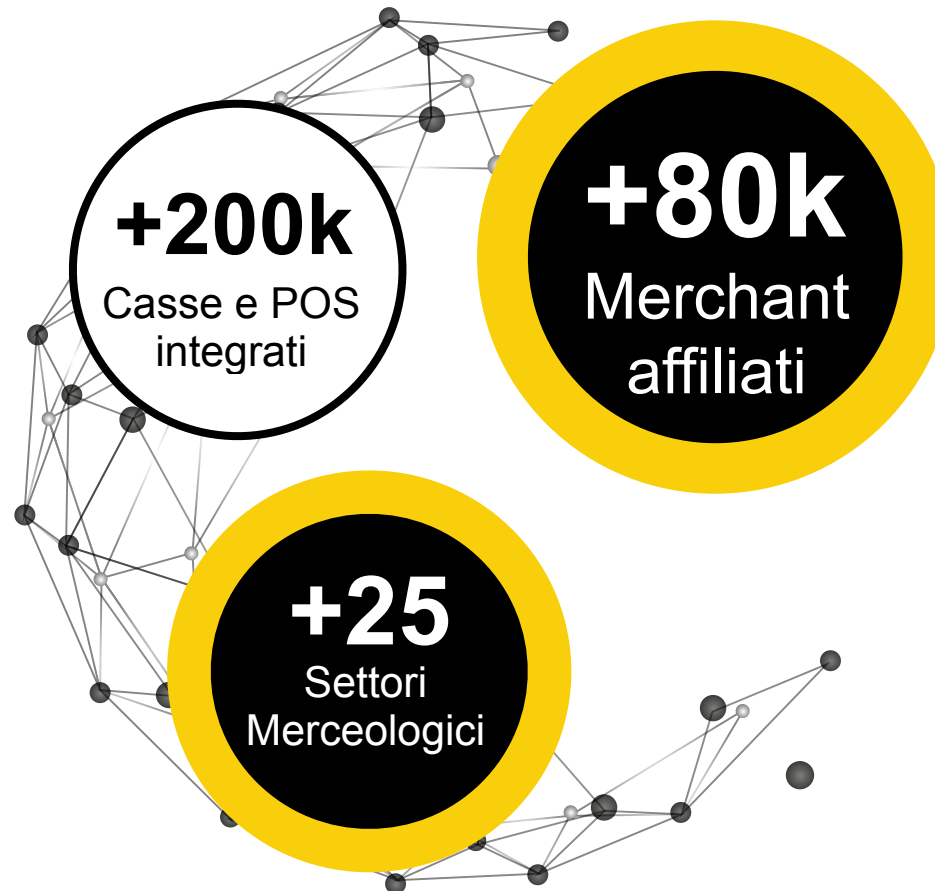 +200k
Casse e POS
integrati
+80k
Merchant
affiliati
+25
Settori
Merceologici